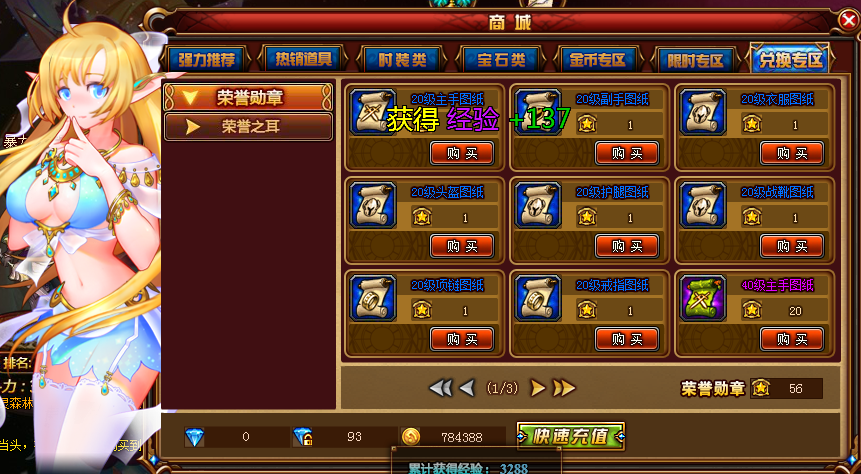 商 城
强力推荐 热销道具 时装类 宝石类 金币专区 限时专区 兑换专区
荣誉勋章
荣誉之耳
20级主手图纸 20级副手图纸 20级衣服图纸
获得 经验 +137
1 1
购 买 购 买 购 买
20级头盔图纸 20级护腿图纸 20级战靴图纸
1 1 1
购 买 购 买 购 买
20级项链图纸 20级戒指图纸 40级主手图纸
1 1 20
购 买 购 买 购 买
(1/3)
荣誉勋章 56
排名:
力:
森林
当头,
买到
0 93 784388 快速充值
累计获得经验: 3288